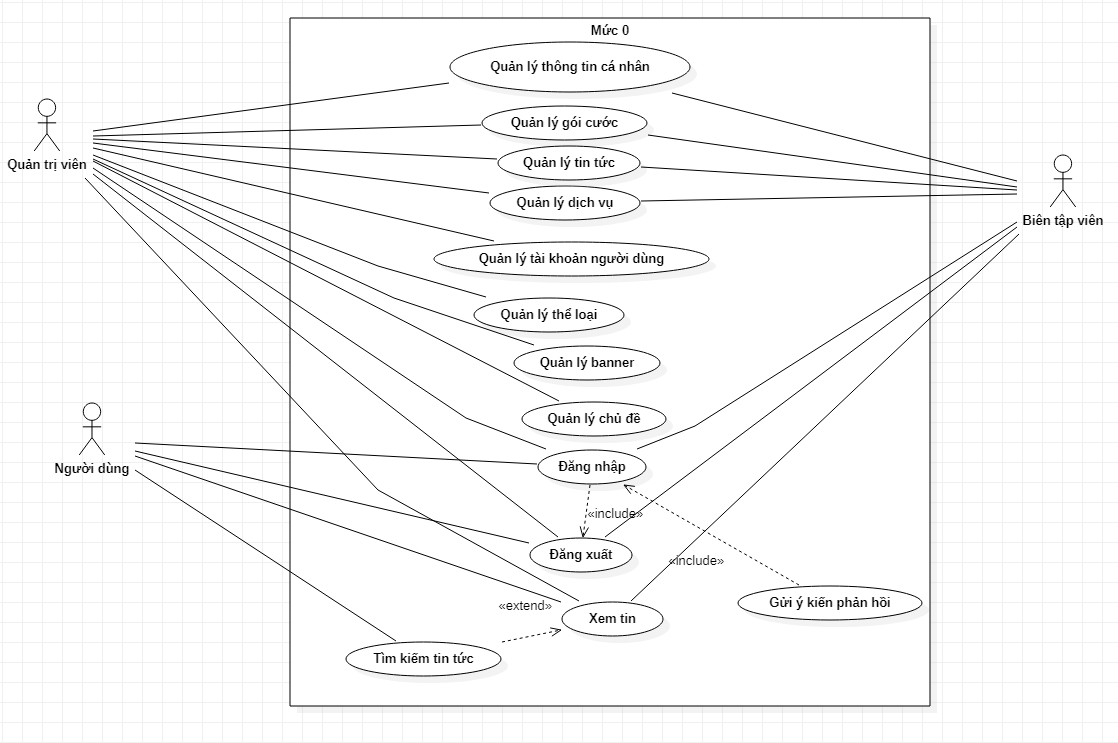 Mức 0
Quản lý thông tin cá nhân
Quản lý gói cước
Quản lý tin tức
Quản trị viên
Quản lý dịch vụ
Biên tập viên
Quản lý tài khoản người dùng
Quản lý thể loại
Quản lý banner
Quản lý chủ đề
Đăng nhập
Người dùng
«include»
Đăng xuất
«include»
Gửi ý kiến phản hồi
«extend»
Xem tin
Tìm kiếm tin tức